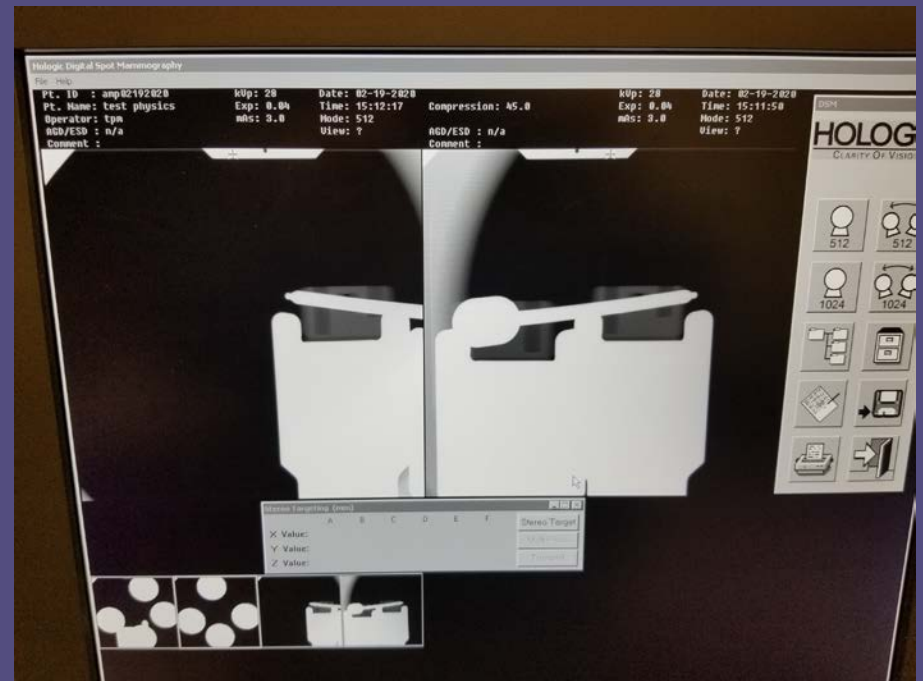 Hologic Digital Spot Mammography
File Help
Pt. ID : amp02192020
Pt. Name: test physics
Operator: tpm
AGD/ESD : n/a
Comment :
kVp: 28
Exp: 0.04
mAs: 3.0
Date: 02-19-2020
Time: 15:12:17
Mode: 512
View: ?
Compression: 45.0
AGD/ESD : n/a
Comment :
kVp: 28
Exp: 0.04
mAs: 3.0
Date: 02-19-2020
Time: 15:11:50
Mode: 512
View: ?
DSM
HOLOG
CLARITY OF VISIO
512
512
1024
1024
Stereo Targeting (mm)
A B C D E F
X Value:
Y Value:
Z Value:
Stereo Target